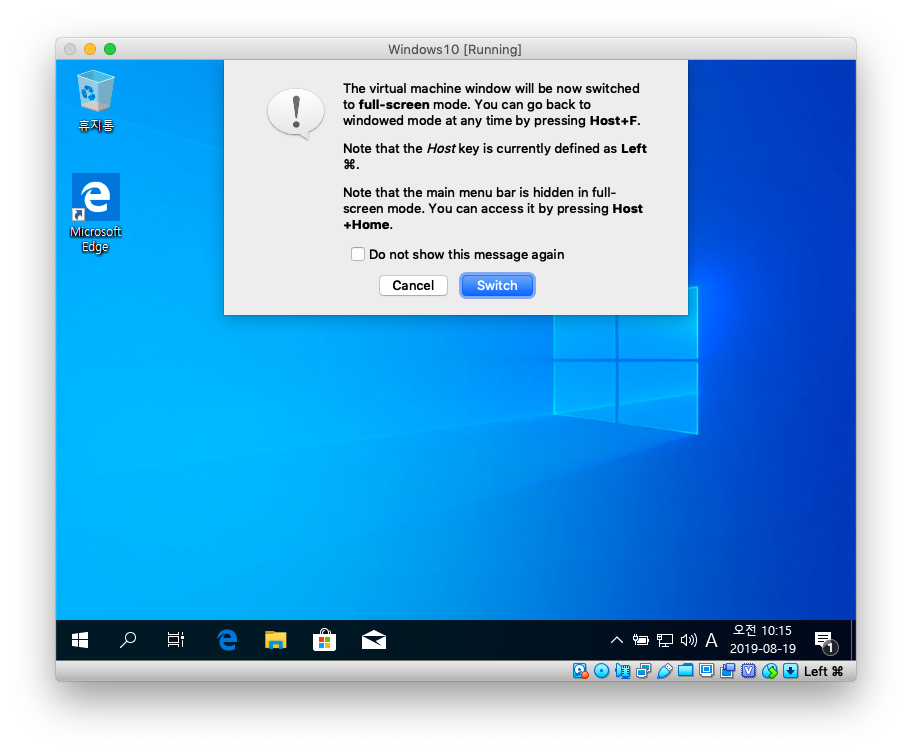 Windows10 [Running]
휴지통
Microsoft
Edge
The virtual machine window will be now switched
to full-screen mode. You can go back to
windowed mode at any time by pressing Host+F.
Note that the Host key is currently defined as Left
⌘.
Note that the main menu bar is hidden in full-
screen mode. You can access it by pressing Host
+Home.
Do not show this message again
Cancel
Switch
A
오전 10:15
2019-08-19
1
Left ⌘